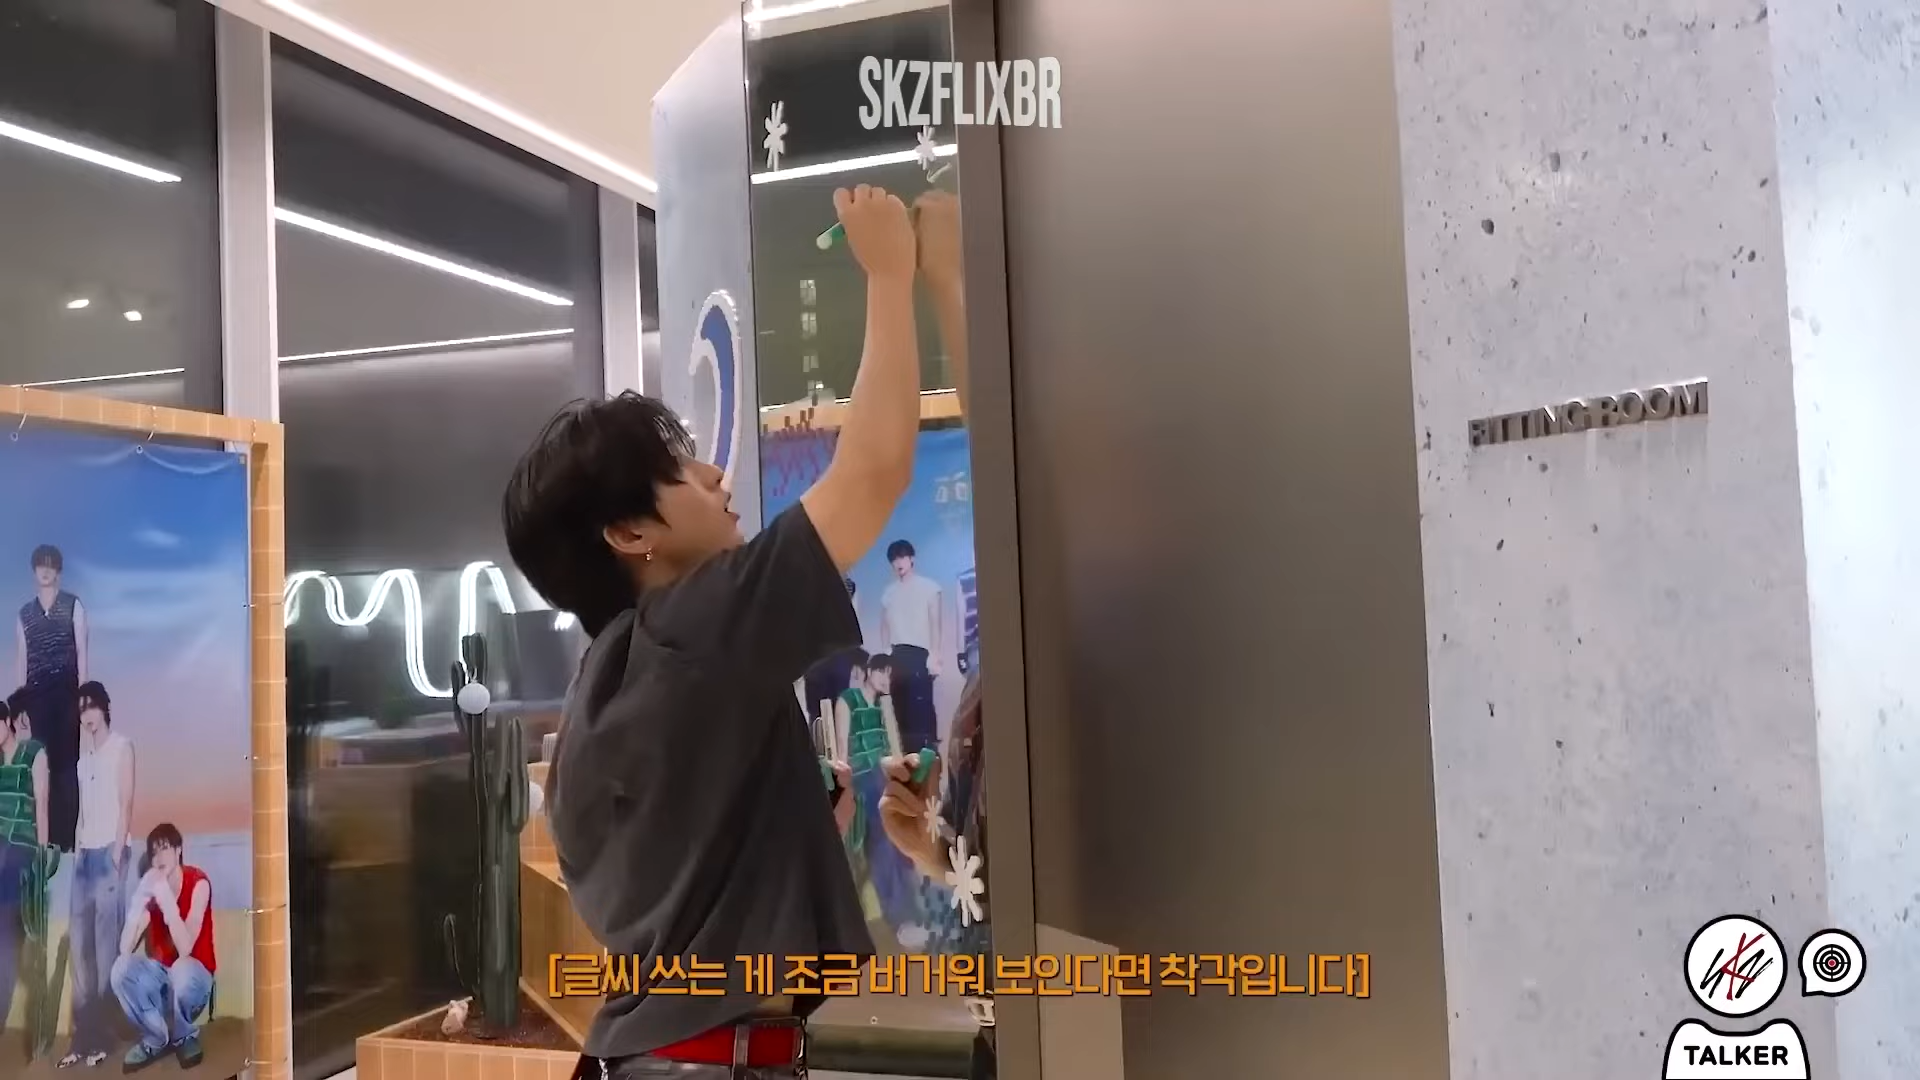 SKZFLIXBR
FITTING ROOM
[글씨 쓰는 게 조금 버거워 보인다면 착각입니다]
SKZ
TALKER